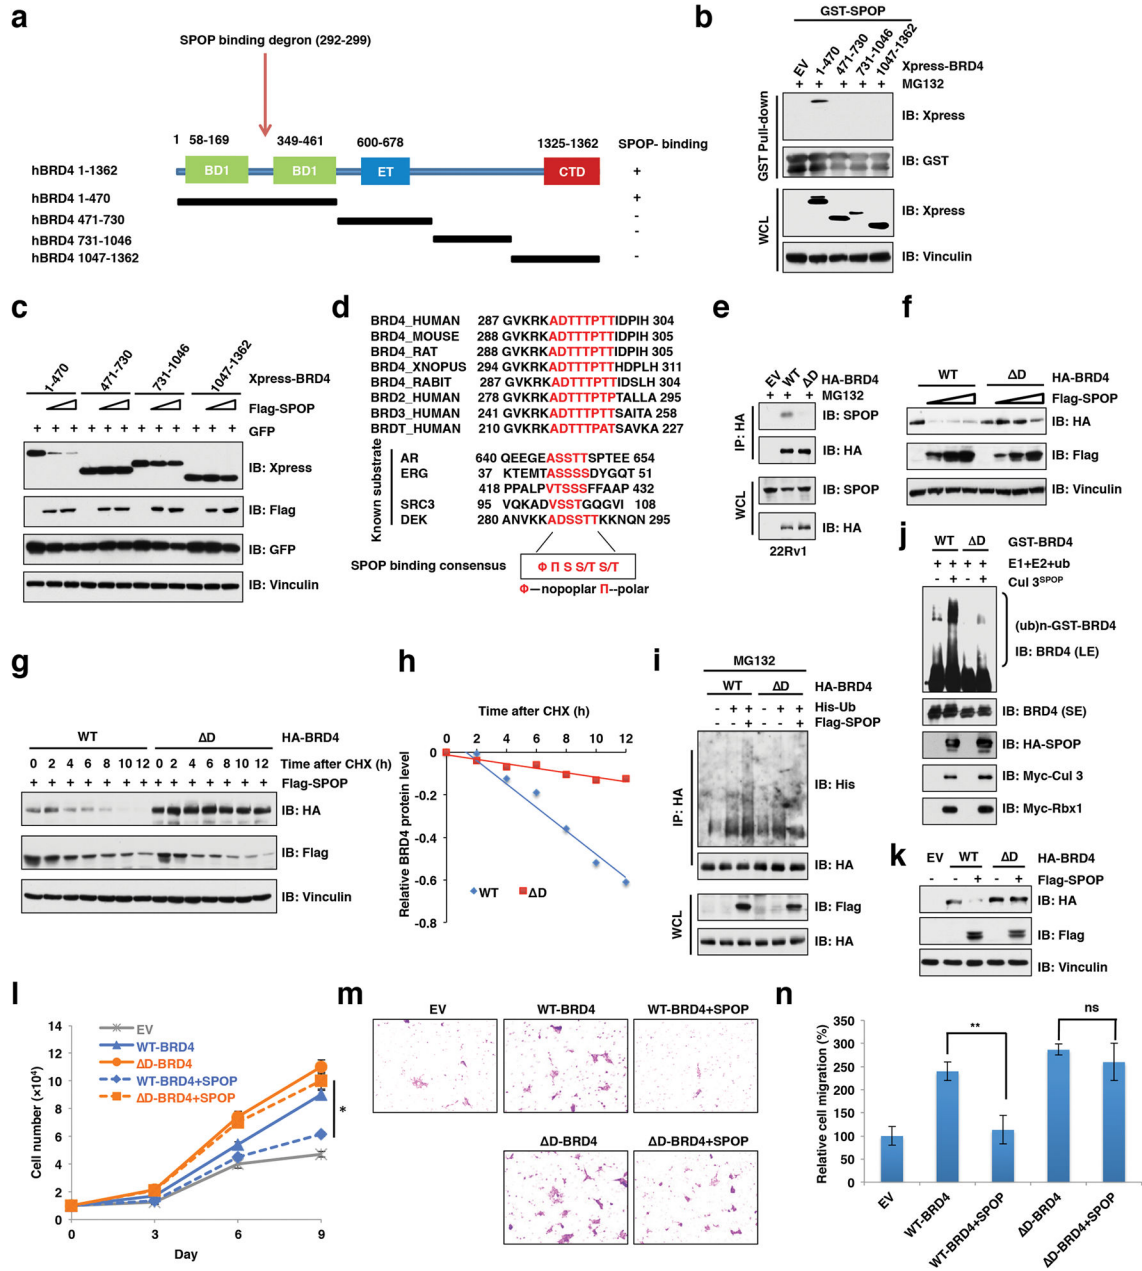 a
SPOP binding degron (292-299)
1 58-169 349-461 600-678 1325-1362 SPOP- binding
hBRD4 1-1362 BD1 BD1 ET CTD +
hBRD4 1-470 +
hBRD4 471-730 -
hBRD4 731-1046 -
hBRD4 1047-1362 -
b
GST-SPOP
EV 1-470 471-730 731-1046 1047-1362 Xpress-BRD4
+ + + + + MG132
GST Pull-down
IB: Xpress
IB: GST
WCL
IB: Xpress
IB: Vinculin
c
1-470 471-730 731-1046 1047-1362
Xpress-BRD4
Flag-SPOP
+ + + + + + + + + + + + GFP
IB: Xpress
IB: Flag
IB: GFP
IB: Vinculin
d
BRD4_HUMAN 287 GVKRKADTTTPTTIDPIH 304
BRD4_MOUSE 288 GVKRKADTTTPTTIDPIH 305
BRD4_RAT 288 GVKRKADTTTPTTIDPIH 305
BRD4_XNOPUS 294 GVKRKADTTTPTTHDPLH 311
BRD4_RABIT 287 GVKRKADTTTPTTIDSLH 304
BRD2_HUMAN 278 GVKRKADTTTPTPTALLA 295
BRD3_HUMAN 241 GVKRKADTTTPTTSAITA 258
BRDT_HUMAN 210 GVKRKADTTTPATSAVKA 227
Known substrate
AR 640 QEEGEASSTTSPTEE 654
ERG 37 KTEMTASSSSDYGQT 51
418 PPALPVTSSSFFAAP 432
SRC3 95 VQKADVSSTGQGVI 108
DEK 280 ANVKKADSSTTKKNQN 295
SPOP binding consensus Φ Π S S/T S/T
Φ—nopoplar Π--polar
e
EV WT ΔD HA-BRD4
+ + + MG132
IP: HA
IB: SPOP
IB: HA
WCL
IB: SPOP
IB: HA
22Rv1
f
WT ΔD HA-BRD4
Flag-SPOP
IB: HA
IB: Flag
IB: Vinculin
g
WT ΔD HA-BRD4
0 2 4 6 8 10 12 0 2 4 6 8 10 12 Time after CHX (h)
+ + + + + + + + + + + + + + Flag-SPOP
IB: HA
IB: Flag
IB: Vinculin
h
Time after CHX (h)
0 2 4 6 8 10 12
Relative BRD4 protein level
0
-0.2
-0.4
-0.6
-0.8
WT ΔD
i
MG132
WT ΔD HA-BRD4
- + + - + + His-Ub
- - + - - + Flag-SPOP
IP: HA
IB: His
IB: HA
WCL
IB: Flag
IB: HA
j
WT ΔD GST-BRD4
+ + + + E1+E2+ub
- + - + Cul 3SPOP
(ub)n-GST-BRD4
IB: BRD4 (LE)
IB: BRD4 (SE)
IB: HA-SPOP
IB: Myc-Cul 3
IB: Myc-Rbx1
k
EV WT ΔD HA-BRD4
- - + - + Flag-SPOP
IB: HA
IB: Flag
IB: Vinculin
l
Cell number (×10⁴)
14
12
10
8
6
4
2
0
EV
WT-BRD4
ΔD-BRD4
WT-BRD4+SPOP
ΔD-BRD4+SPOP
*
0 3 6 9
Day
m
EV WT-BRD4 WT-BRD4+SPOP
ΔD-BRD4 ΔD-BRD4+SPOP
n
Relative cell migration (%)
350
300
250
200
150
100
50
0
** ns
EV WT-BRD4 WT-BRD4+SPOP ΔD-BRD4 ΔD-BRD4+SPOP